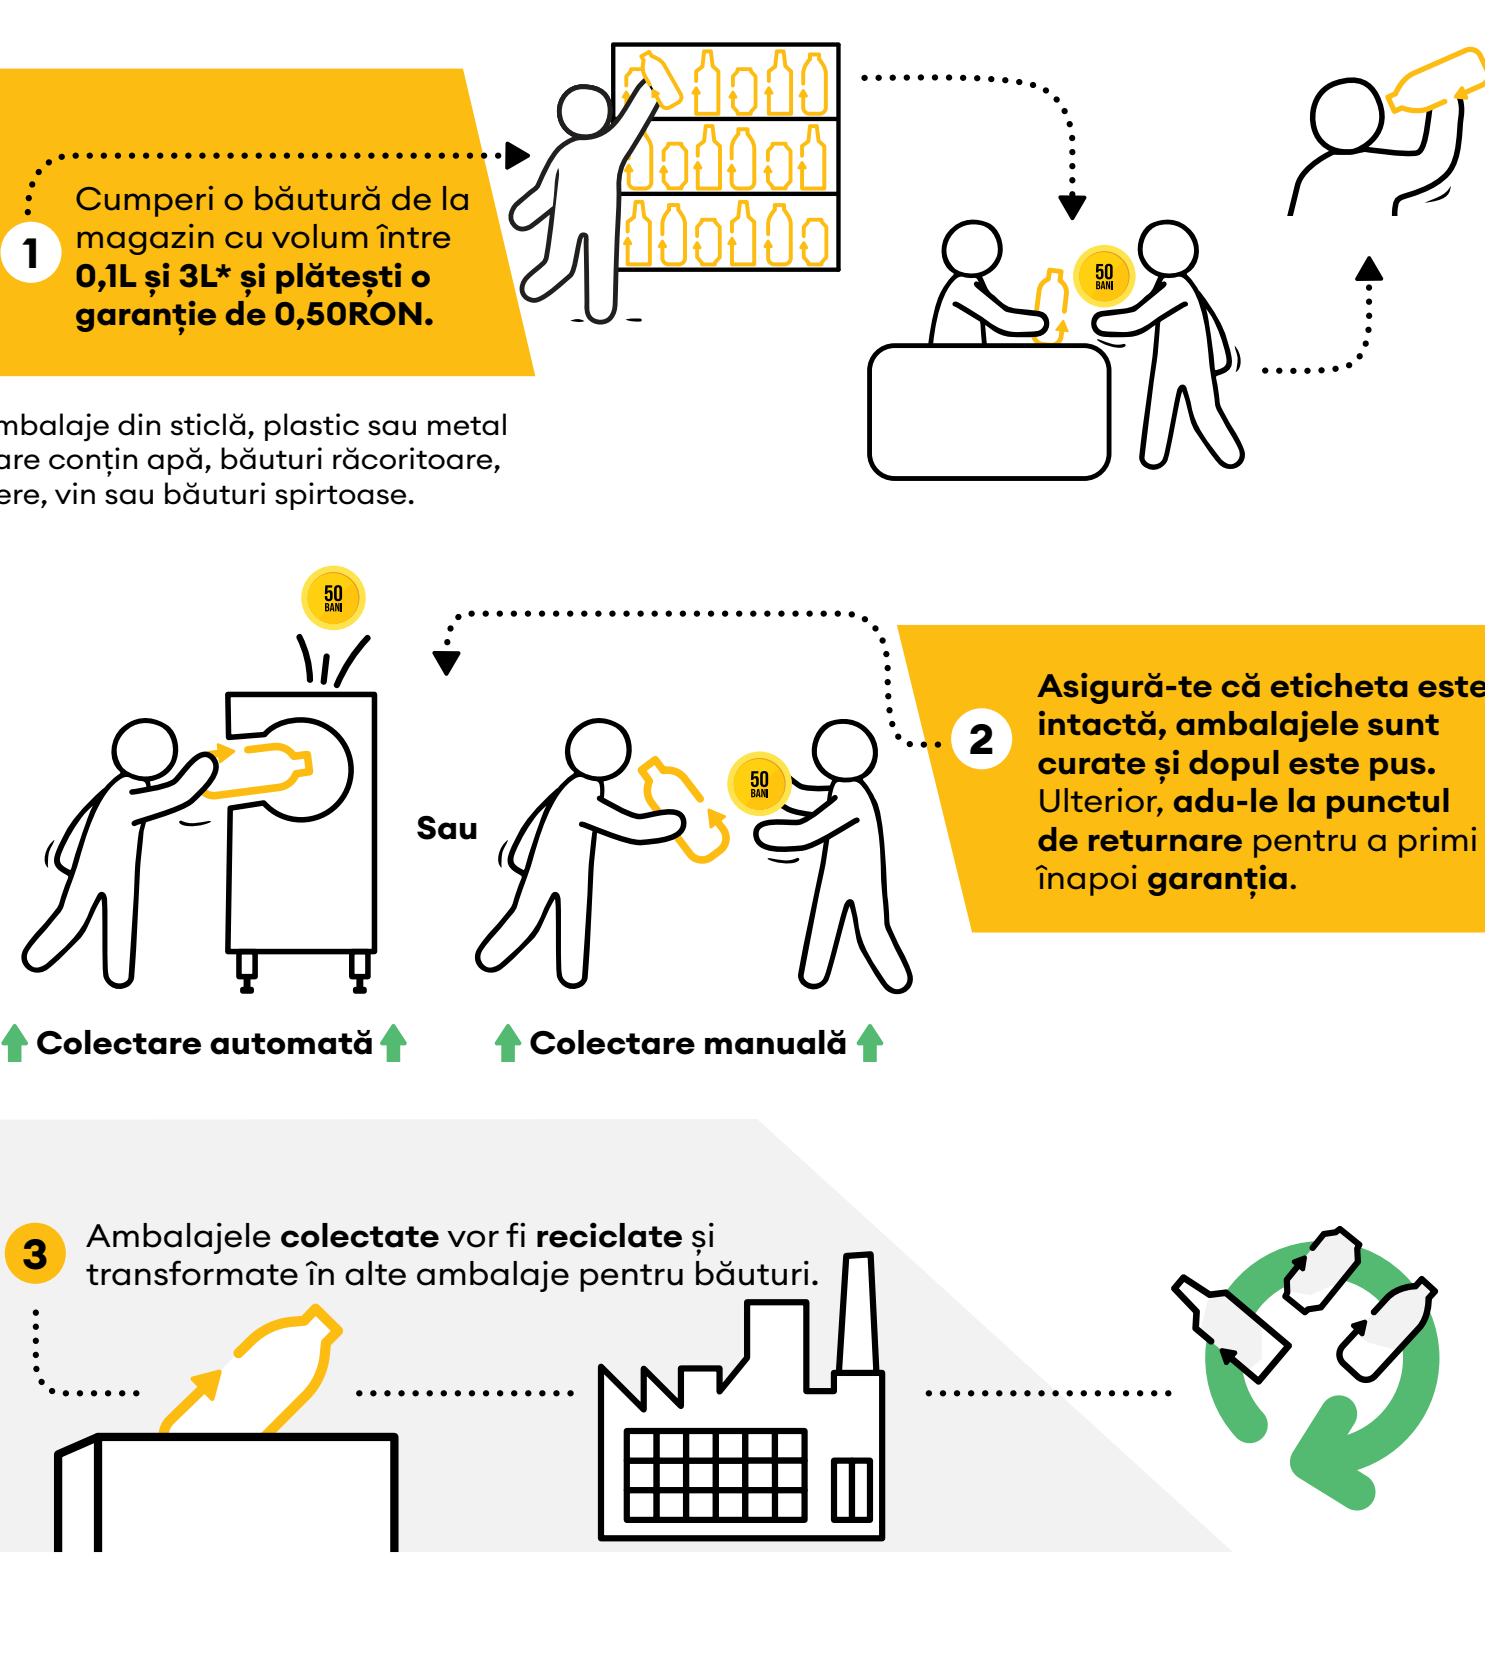 1
Cumperi o băutură de la
magazin cu volum între
0,1L și 3L* și plătești o
garanție de 0,50RON.
50
BANI
mbalaje din sticlă, plastic sau metal
are conțin apă, băuturi răcoritoare,
ere, vin sau băuturi spirtoase.
50
BANI
Sau
50
BANI
2
Asigură-te că eticheta este
intactă, ambalajele sunt
curate și dopul este pus.
Ulterior, adu-le la punctul
de returnare pentru a primi
înapoi garanția.
Colectare automată
Colectare manuală
3
Ambalajele colectate vor fi reciclate și
transformate în alte ambalaje pentru băuturi.